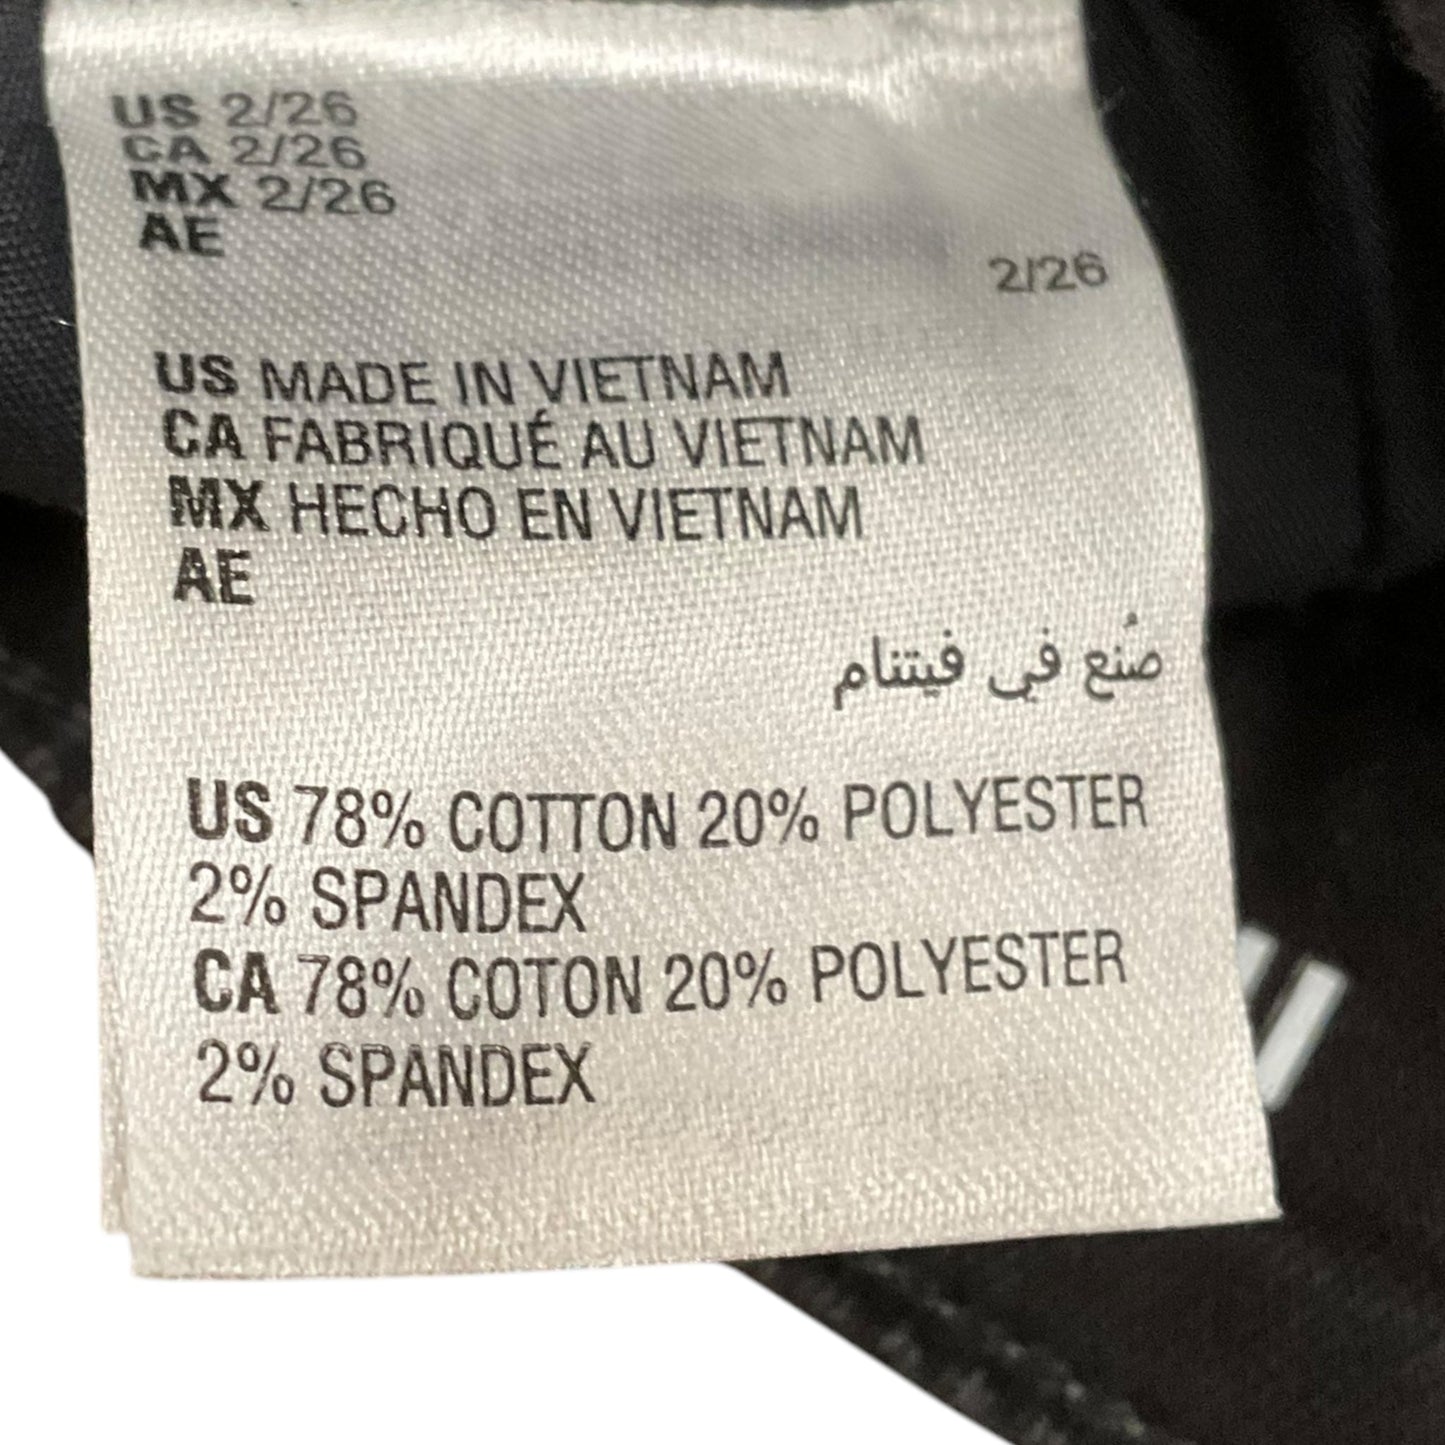 US 2/26
CA 2/26
MX 2/26
AE
2/26
US MADE IN VIETNAM
CA FABRIQUÉ AU VIETNAM
MX HECHO EN VIETNAM
AE
صُنع في فيتنام
US 78% COTTON 20% POLYESTER
2% SPANDEX
CA 78% COTON 20% POLYESTER
2% SPANDEX